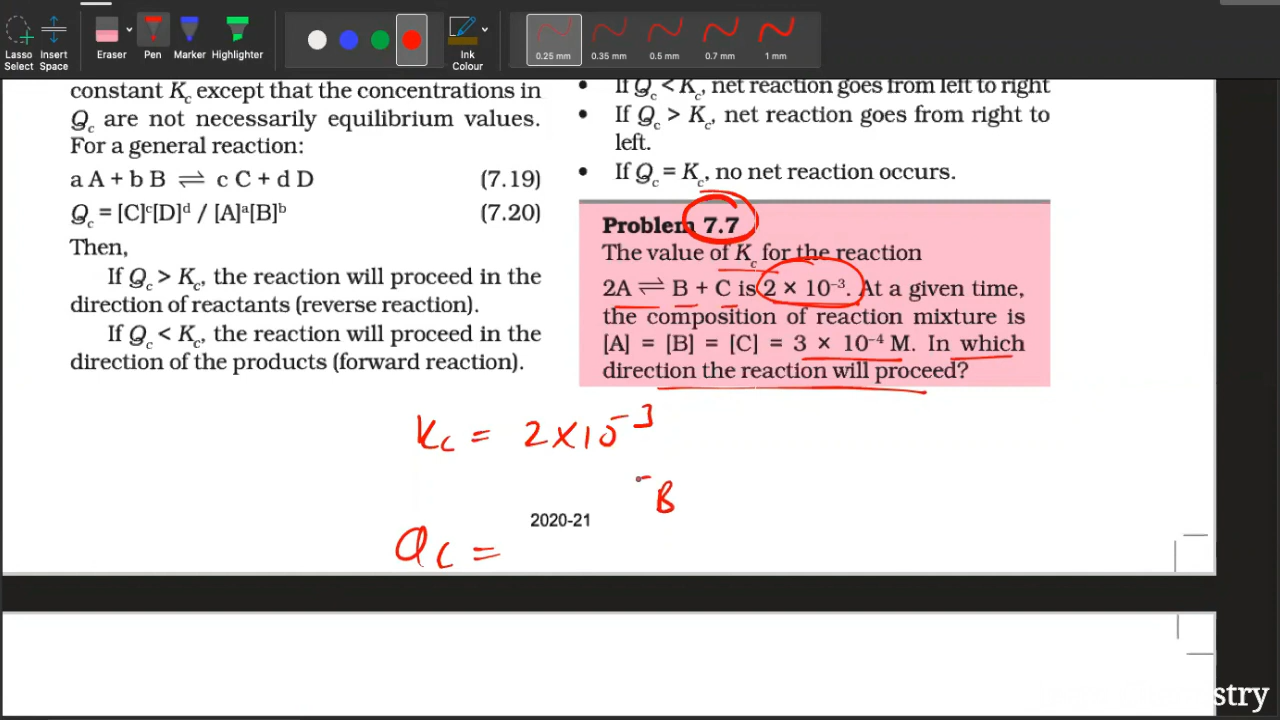 Lasso Select
Insert Space
Eraser
Pen
Marker
Highlighter
Ink Colour
0.25 mm
0.35 mm
0.5 mm
0.7 mm
1 mm
constant Kc except that the concentrations in
Qc are not necessarily equilibrium values.
For a general reaction:
a A + b B ⇌ c C + d D (7.19)
Qc = [C]ᶜ[D]ᵈ / [A]ᵃ[B]ᵇ (7.20)
Then,
If Qc > Kc, the reaction will proceed in the
direction of reactants (reverse reaction).
If Qc < Kc, the reaction will proceed in the
direction of the products (forward reaction).
• If Qc < Kc, net reaction goes from left to right
• If Qc > Kc, net reaction goes from right to
left.
• If Qc = Kc, no net reaction occurs.
Problem 7.7
The value of Kc for the reaction
2A ⇌ B + C is 2 × 10⁻³. At a given time,
the composition of reaction mixture is
[A] = [B] = [C] = 3 × 10⁻⁴ M. In which
direction the reaction will proceed?
Kc = 2×10⁻³
B
2020-21
Qc =